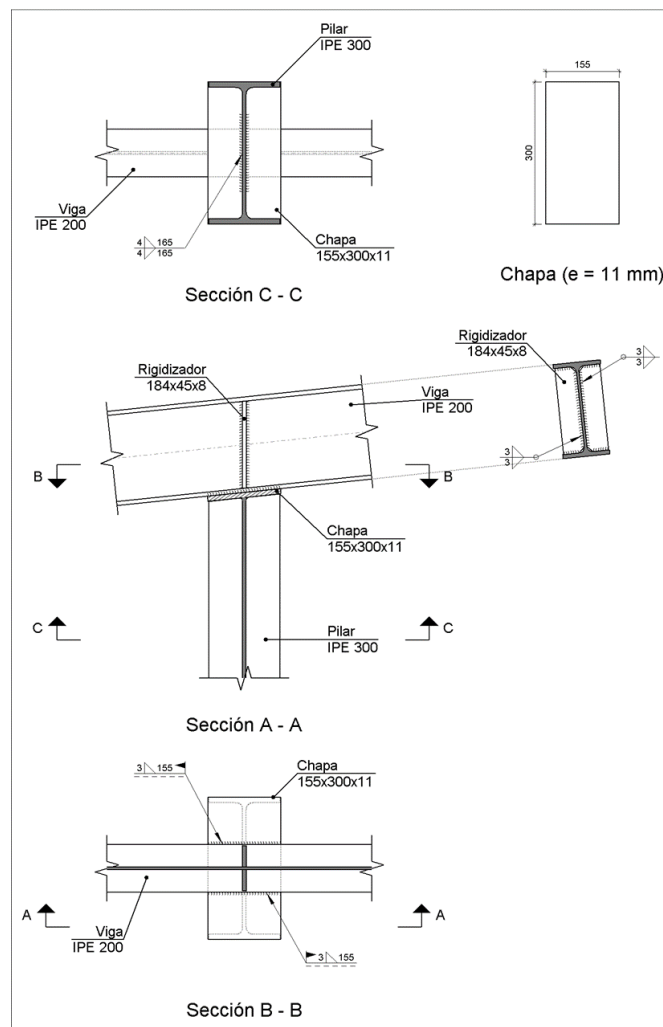 Pilar
IPE 300
155
300
Viga
IPE 200
4 165
4 165
Chapa
155x300x11
Sección C - C
Chapa (e = 11 mm)
Rigidizador
184x45x8
3
3
Rigidizador
184x45x8
Viga
IPE 200
3
3
B
B
Chapa
155x300x11
C
C
Pilar
IPE 300
Sección A - A
3 155
Chapa
155x300x11
A
A
Viga
IPE 200
3 155
Sección B - B